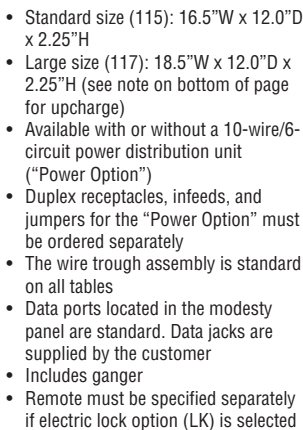 • Standard size (115): 16.5”W x 12.0”D
x 2.25”H
• Large size (117): 18.5”W x 12.0”D x
2.25”H (see note on bottom of page
for upcharge)
• Available with or without a 10-wire/6-
circuit power distribution unit
(“Power Option”)
• Duplex receptacles, infeeds, and
jumpers for the “Power Option” must
be ordered separately
• The wire trough assembly is standard
on all tables
• Data ports located in the modesty
panel are standard. Data jacks are
supplied by the customer
• Includes ganger
• Remote must be specified separately
if electric lock option (LK) is selected